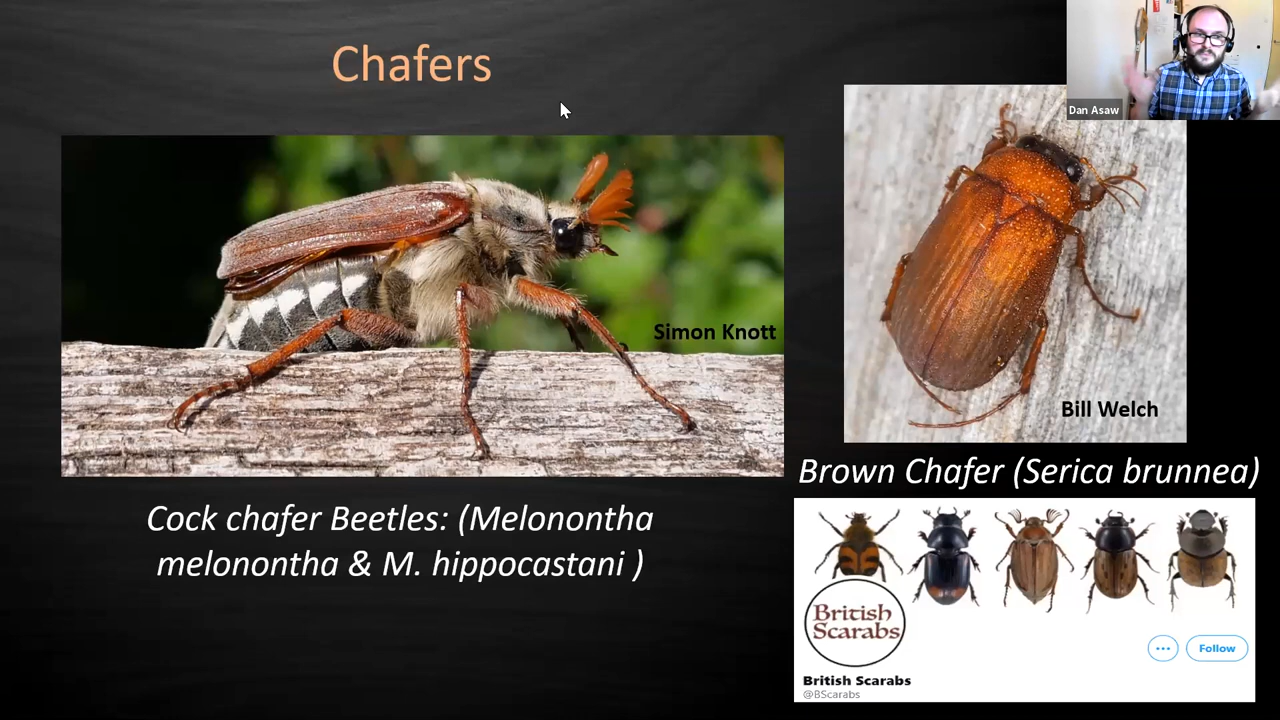 Chafers
Dan Asaw
Simon Knott
Bill Welch
Cock chafer Beetles: (Melonontha
melonontha & M. hippocastani )
Brown Chafer (Serica brunnea)
British
Scarabs
Follow
British Scarabs
@BScarabs